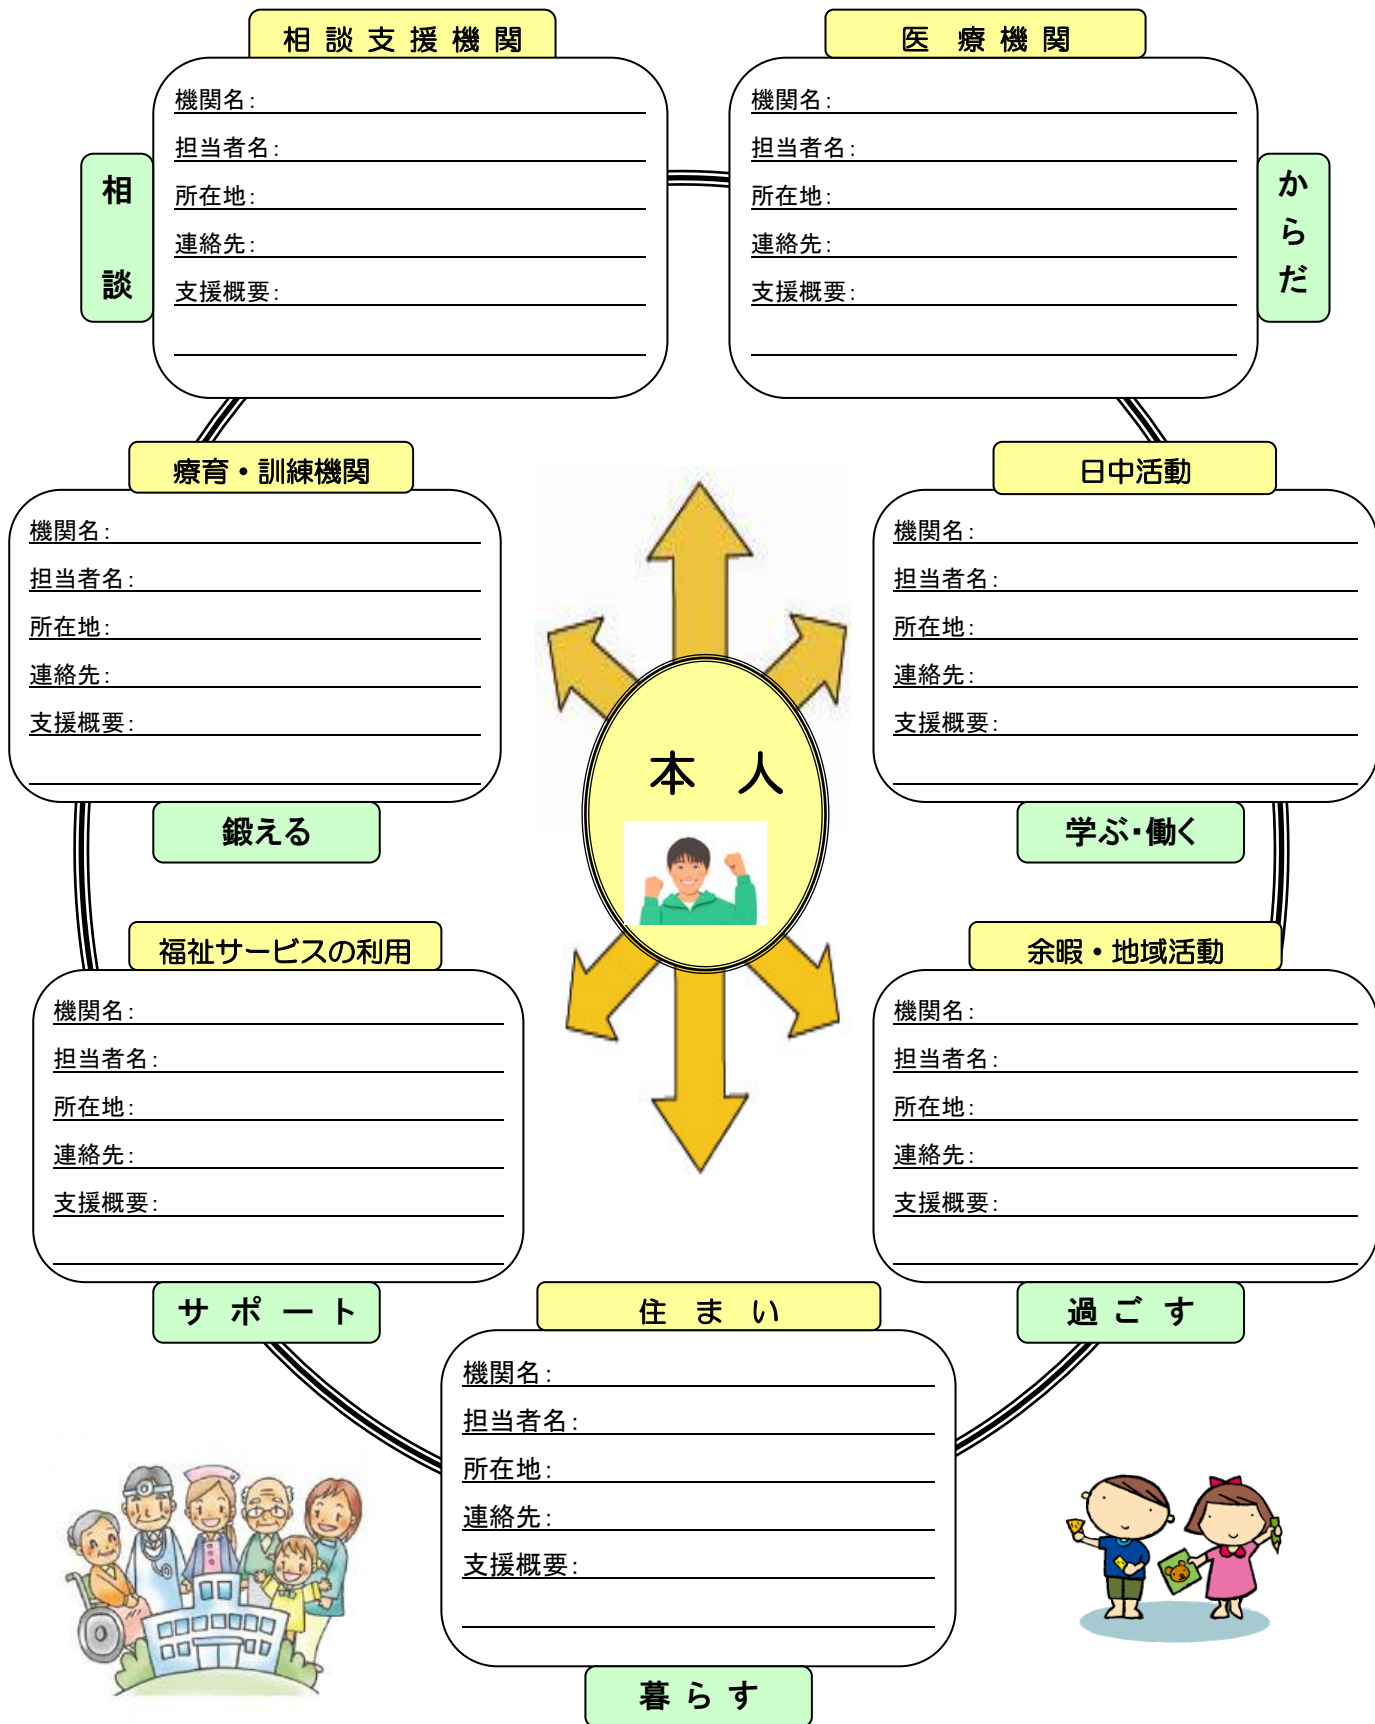 相談支援機関
機関名：
担当者名：
所在地：
連絡先：
支援概要：
相談
医療機関
機関名：
担当者名：
所在地：
連絡先：
支援概要：
からだ
療育・訓練機関
機関名：
担当者名：
所在地：
連絡先：
支援概要：
鍛える
本人
日中活動
機関名：
担当者名：
所在地：
連絡先：
支援概要：
学ぶ・働く
福祉サービスの利用
機関名：
担当者名：
所在地：
連絡先：
支援概要：
サポート
余暇・地域活動
機関名：
担当者名：
所在地：
連絡先：
支援概要：
過ごす
住まい
機関名：
担当者名：
所在地：
連絡先：
支援概要：
暮らす